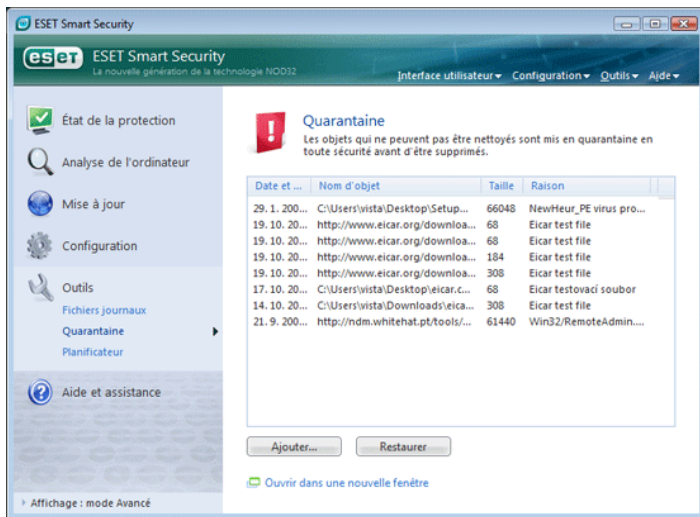 ESET Smart Security
eseT ESET Smart Security
La nouvelle génération de la technologie NOD32
Interface utilisateur Configuration Outils Aide
État de la protection
Analyse de l'ordinateur
Mise à jour
Configuration
Outils
Fichiers journaux
Quarantaine
Planificateur
Aide et assistance
Affichage : mode Avancé
Quarantaine
Les objets qui ne peuvent pas être nettoyés sont mis en quarantaine en
toute sécurité avant d'être supprimés.
Date et ... Nom d'objet Taille Raison
29. 1. 200... C:\Users\vista\Desktop\Setup... 66048 NewHeur_PE virus pro...
19. 10. 20... http://www.eicar.org/downloa... 68 Eicar test file
19. 10. 20... http://www.eicar.org/downloa... 68 Eicar test file
19. 10. 20... http://www.eicar.org/downloa... 184 Eicar test file
19. 10. 20... http://www.eicar.org/downloa... 308 Eicar test file
17. 10. 20... C:\Users\vista\Desktop\eicar.c... 68 Eicar testovací soubor
14. 10. 20... C:\Users\vista\Downloads\eica... 308 Eicar test file
21. 9. 200... http://ndm.whitehat.pt/tools/... 61440 Win32/RemoteAdmin....
Ajouter... Restaurer
Ouvrir dans une nouvelle fenêtre